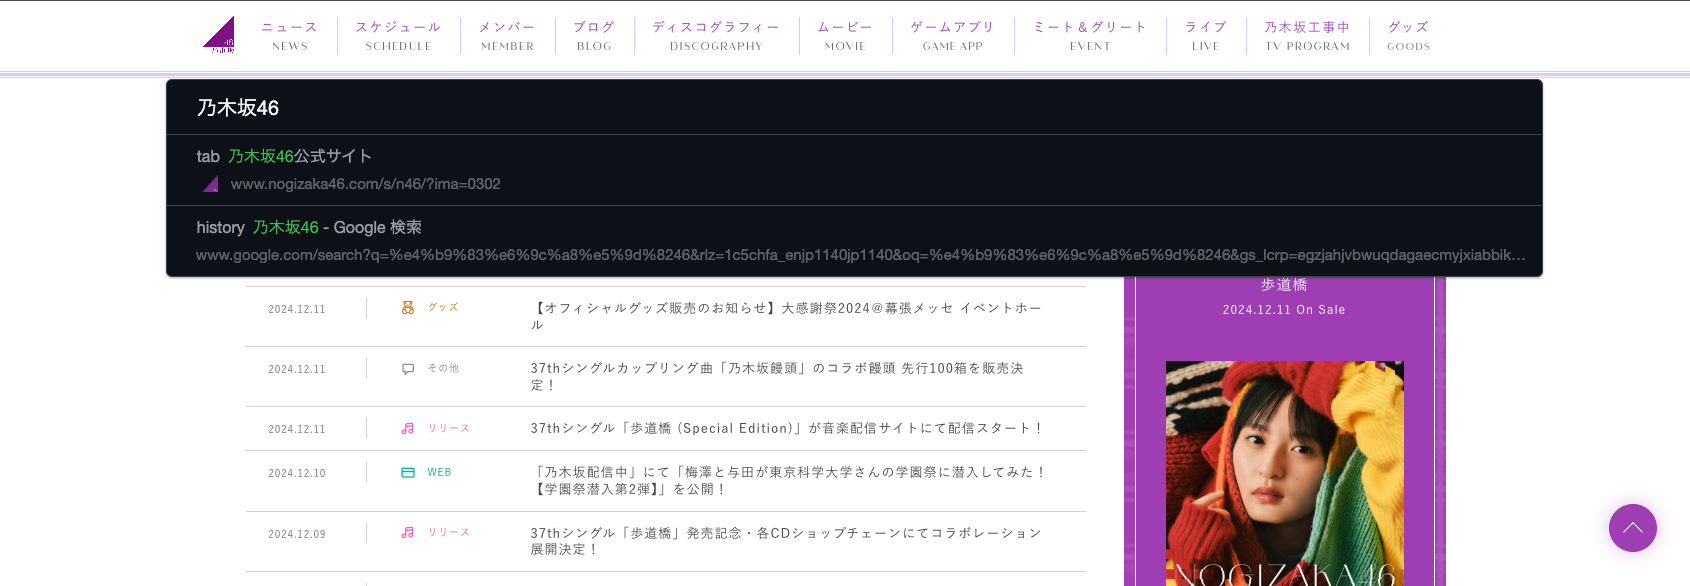 ニュース スケジュール メンバー ブログ ディスコグラフィー ムービー ゲームアプリ ミート＆グリート ライブ 乃木坂工事中 グッズ
NEWS SCHEDULE MEMBER BLOG DISCOGRAPHY MOVIE GAME APP EVENT LIVE TV PROGRAM GOODS
乃木坂46
tab 乃木坂46公式サイト
www.nogizaka46.com/s/n46/?ima=0302
history 乃木坂46 - Google 検索
www.google.com/search?q=%e4%b9%83%e6%9c%a8%e5%9d%8246&rlz=1c5chfa_enjp1140jp1140&oq=%e4%b9%83%e6%9c%a8%e5%9d%8246&gs_lcrp=egzjahjvbwuqdagaecmyjxiabbik…
2024.12.11 グッズ 【オフィシャルグッズ販売のお知らせ】大感謝祭2024＠幕張メッセ イベントホー
ル
2024.12.11 その他 37thシングルカップリング曲「乃木坂饅頭」のコラボ饅頭 先行100箱を販売決
定！
2024.12.11 リリース 37thシングル「歩道橋 (Special Edition)」が音楽配信サイトにて配信スタート！
2024.12.10 WEB 「乃木坂配信中」にて「梅澤と与田が東京科学大学さんの学園祭に潜入してみた！
【学園祭潜入第2弾】」を公開！
2024.12.09 リリース 37thシングル「歩道橋」発売記念・各CDショップチェーンにてコラボレーション
展開決定！
歩道橋
2024.12.11 On Sale
NOGIZAKA46